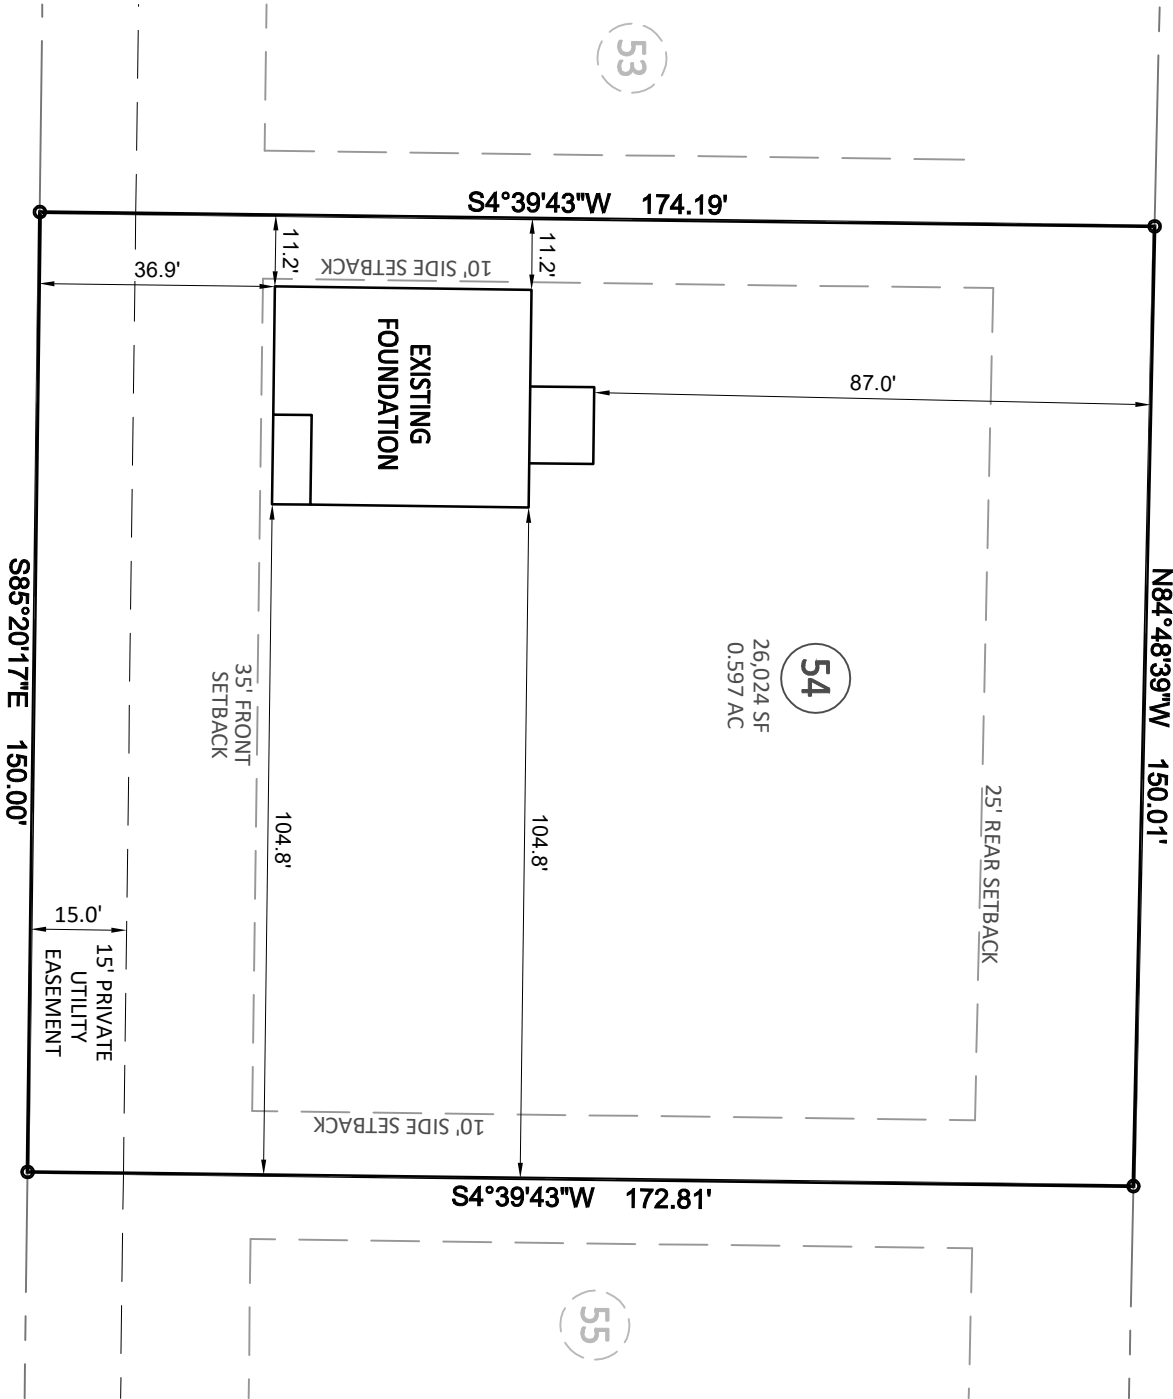 53
S4°39'43"W 174.19'
11.2'
11.2'
10' SIDE SETBACK
36.9'
EXISTING
FOUNDATION
87.0'
N84°48'39"W 150.01'
54
26,024 SF
0.597 AC
S85°20'17"E 150.00'
35' FRONT
SETBACK
25' REAR SETBACK
104.8'
104.8'
15.0'
15' PRIVATE
UTILITY
EASEMENT
10' SIDE SETBACK
S4°39'43"W 172.81'
55